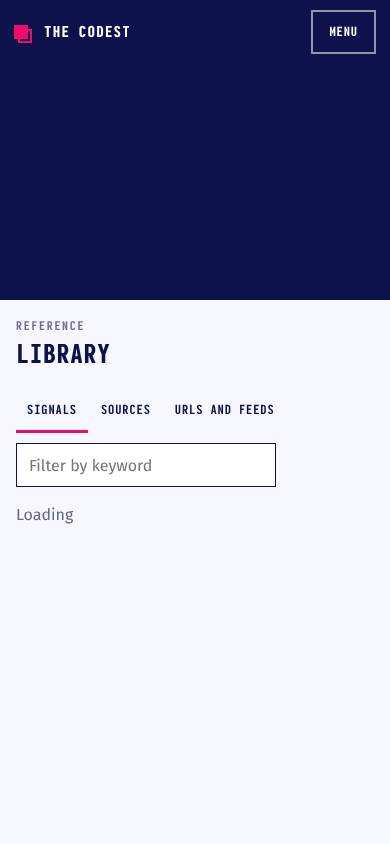 THE CODEST
MENU
REFERENCE
LIBRARY
SIGNALS SOURCES URLS AND FEEDS
Filter by keyword
Loading